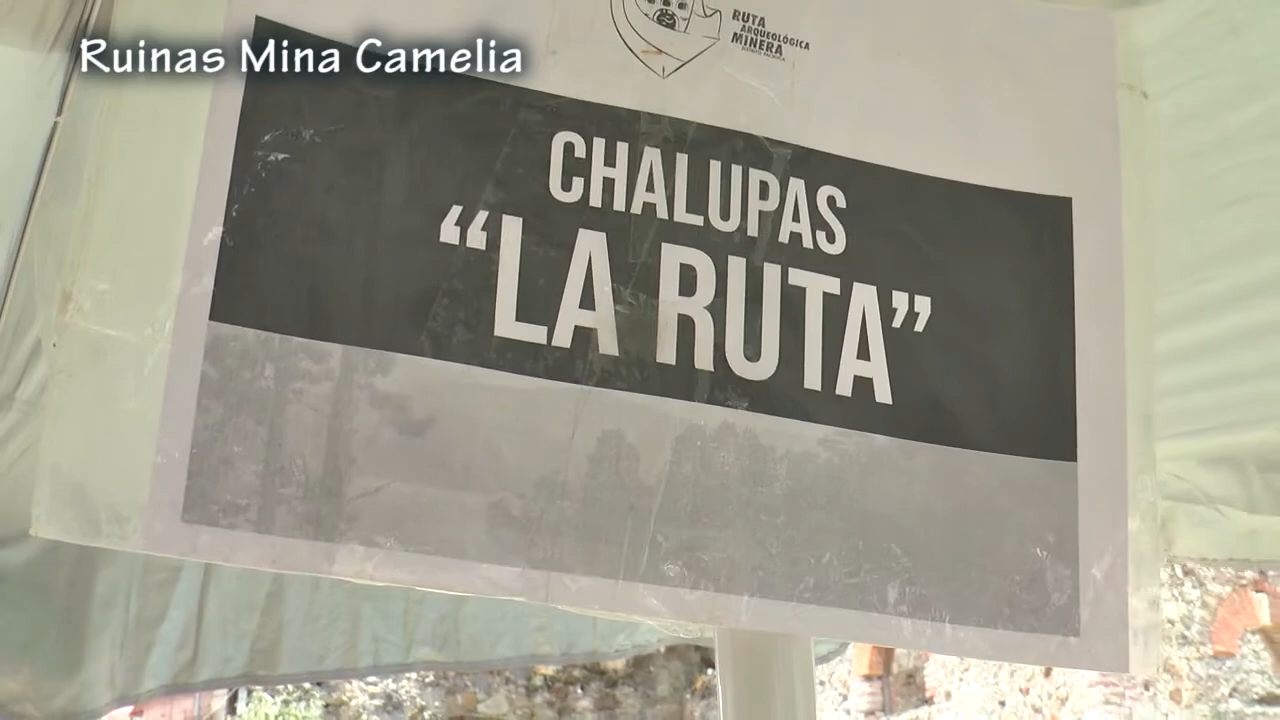 Ruinas Mina Camelia
RUTA
ARQUEOLÓGICA
MINERA
CHALUPAS
“LA RUTA”